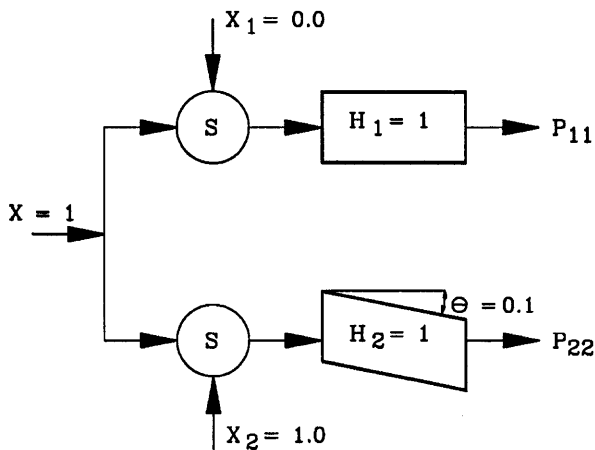 X₁ = 0.0
S
H₁ = 1
P₁₁
X = 1
Θ = 0.1
S
H₂ = 1
P₂₂
X₂ = 1.0